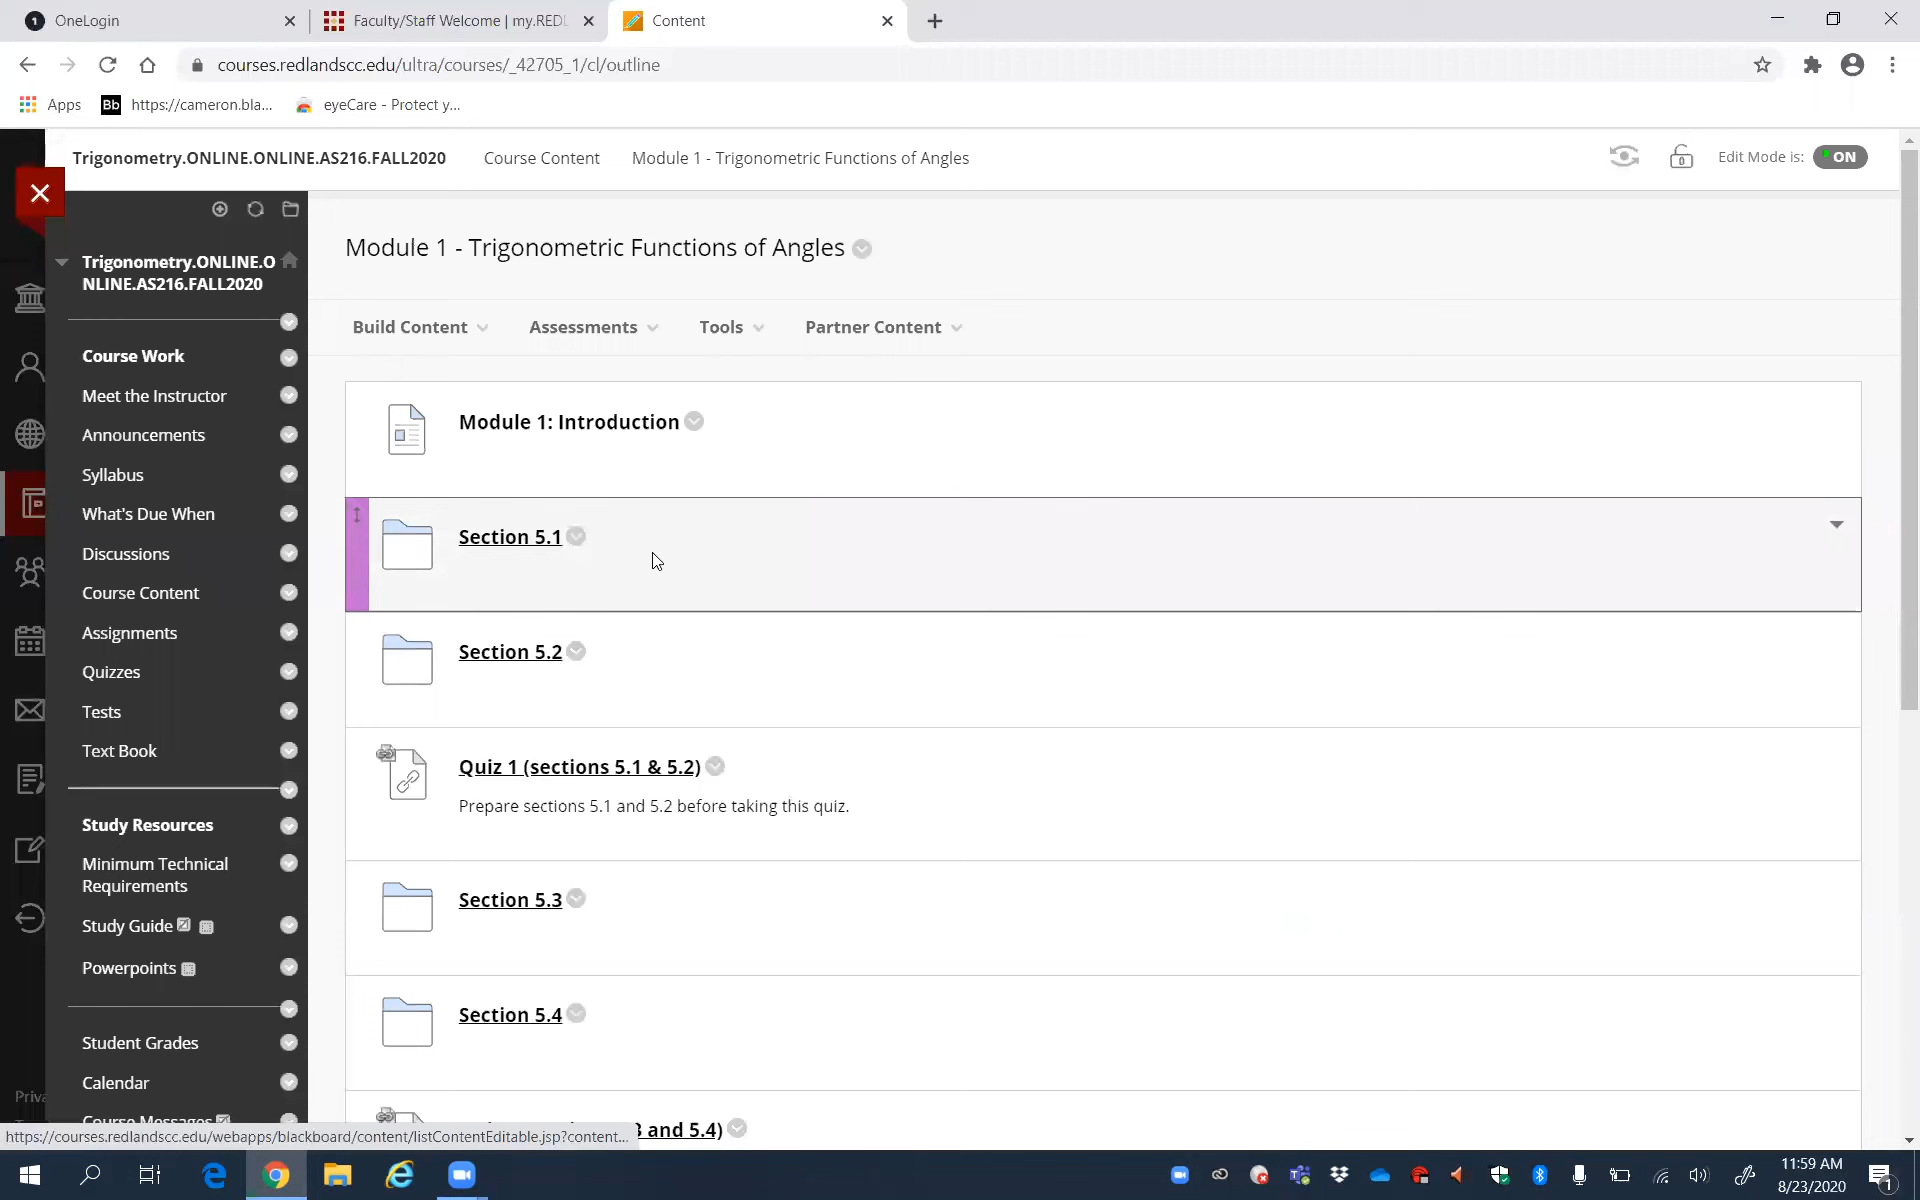 OneLogin
Faculty/Staff Welcome | my.RED
Content
courses.redlandscc.edu/ultra/courses/_42705_1/cl/outline
Apps
Bb
https://cameron.bla...
eyeCare - Protect y...
Trigonometry.ONLINE.ONLINE.AS216.FALL2020
Course Content
Module 1 - Trigonometric Functions of Angles
Edit Mode is:
ON
Trigonometry.ONLINE.O
NLINE.AS216.FALL2020
Course Work
Meet the Instructor
Announcements
Syllabus
What's Due When
Discussions
Course Content
Assignments
Quizzes
Tests
Text Book
Study Resources
Minimum Technical
Requirements
Study Guide
Powerpoints
Student Grades
Calendar
Course Messages
Module 1 - Trigonometric Functions of Angles
Build Content
Assessments
Tools
Partner Content
Module 1: Introduction
Section 5.1
Section 5.2
Quiz 1 (sections 5.1 & 5.2)
Prepare sections 5.1 and 5.2 before taking this quiz.
Section 5.3
Section 5.4
and 5.4)
https://courses.redlandscc.edu/webapps/blackboard/content/listContentEditable.jsp?content...
11:59 AM
8/23/2020
1